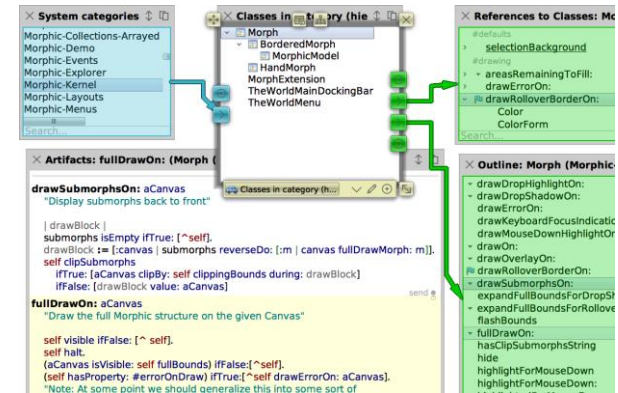 System categories
Morphic-Collections-Arrayed
Morphic-Demo
Morphic-Events
Morphic-Explorer
Morphic-Kernel
Morphic-Layouts
Morphic-Menus
Search...
Classes in category (hie
Morph
BorderedMorph
MorphicModel
HandMorph
MorphExtension
TheWorldMainDockingBar
TheWorldMenu
Classes in category (h...
References to Classes: Mo
#defaults
selectionBackground
#drawing
areasRemainingToFill:
drawErrorOn:
drawRolloverBorderOn:
Color
ColorForm
Search...
Artifacts: fullDrawOn: (Morph (
drawSubmorphsOn: aCanvas
"Display submorphs back to front"
| drawBlock |
submorphs isEmpty ifTrue: [^self].
drawBlock := [:canvas | submorphs reverseDo: [:m | canvas fullDrawMorph: m]].
self clipSubmorphs
ifTrue: [aCanvas clipBy: self clippingBounds during: drawBlock]
ifFalse: [drawBlock value: aCanvas]
send
fullDrawOn: aCanvas
"Draw the full Morphic structure on the given Canvas"
self visible ifFalse: [^ self].
self halt.
(aCanvas isVisible: self fullBounds) ifFalse:[^self].
(self hasProperty: #errorOnDraw) ifTrue:[^self drawErrorOn: aCanvas].
"Note: At some point we should generalize this into some sort of
Outline: Morph (Morphic-
drawDropHighlightOn:
drawDropShadowOn:
drawErrorOn:
drawKeyboardFocusIndicatio
drawMouseDownHighlightOn
drawOn:
drawOverlayOn:
drawRolloverBorderOn:
drawSubmorphsOn:
expandFullBoundsForDropSh
expandFullBoundsForRollove
flashBounds
fullDrawOn:
hasClipSubmorphsString
hide
highlightForMouseDown
highlightForMouseDown: